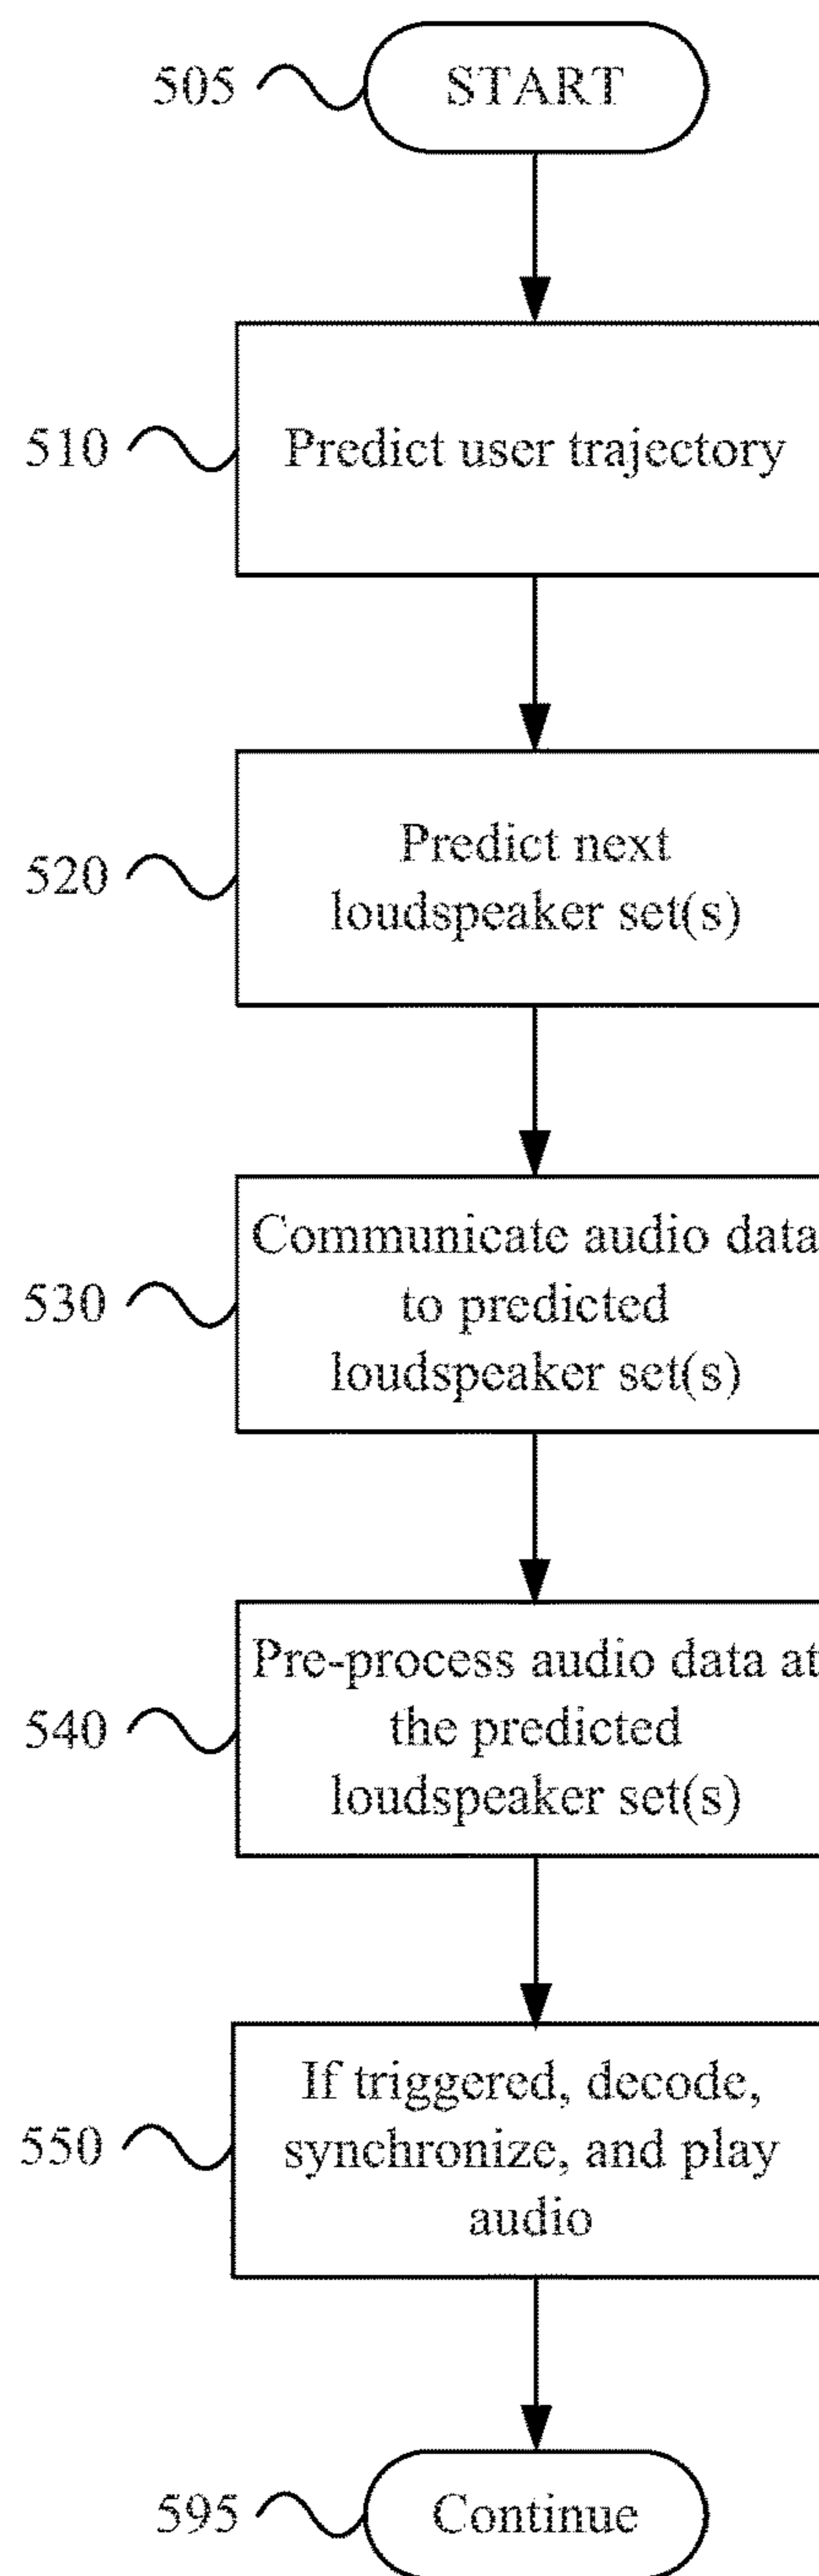 505 START
510 Predict user trajectory
520 Predict next
loudspeaker set(s)
530 Communicate audio data
to predicted
loudspeaker set(s)
540 Pre-process audio data at
the predicted
loudspeaker set(s)
550 If triggered, decode,
synchronize, and play
audio
595 Continue